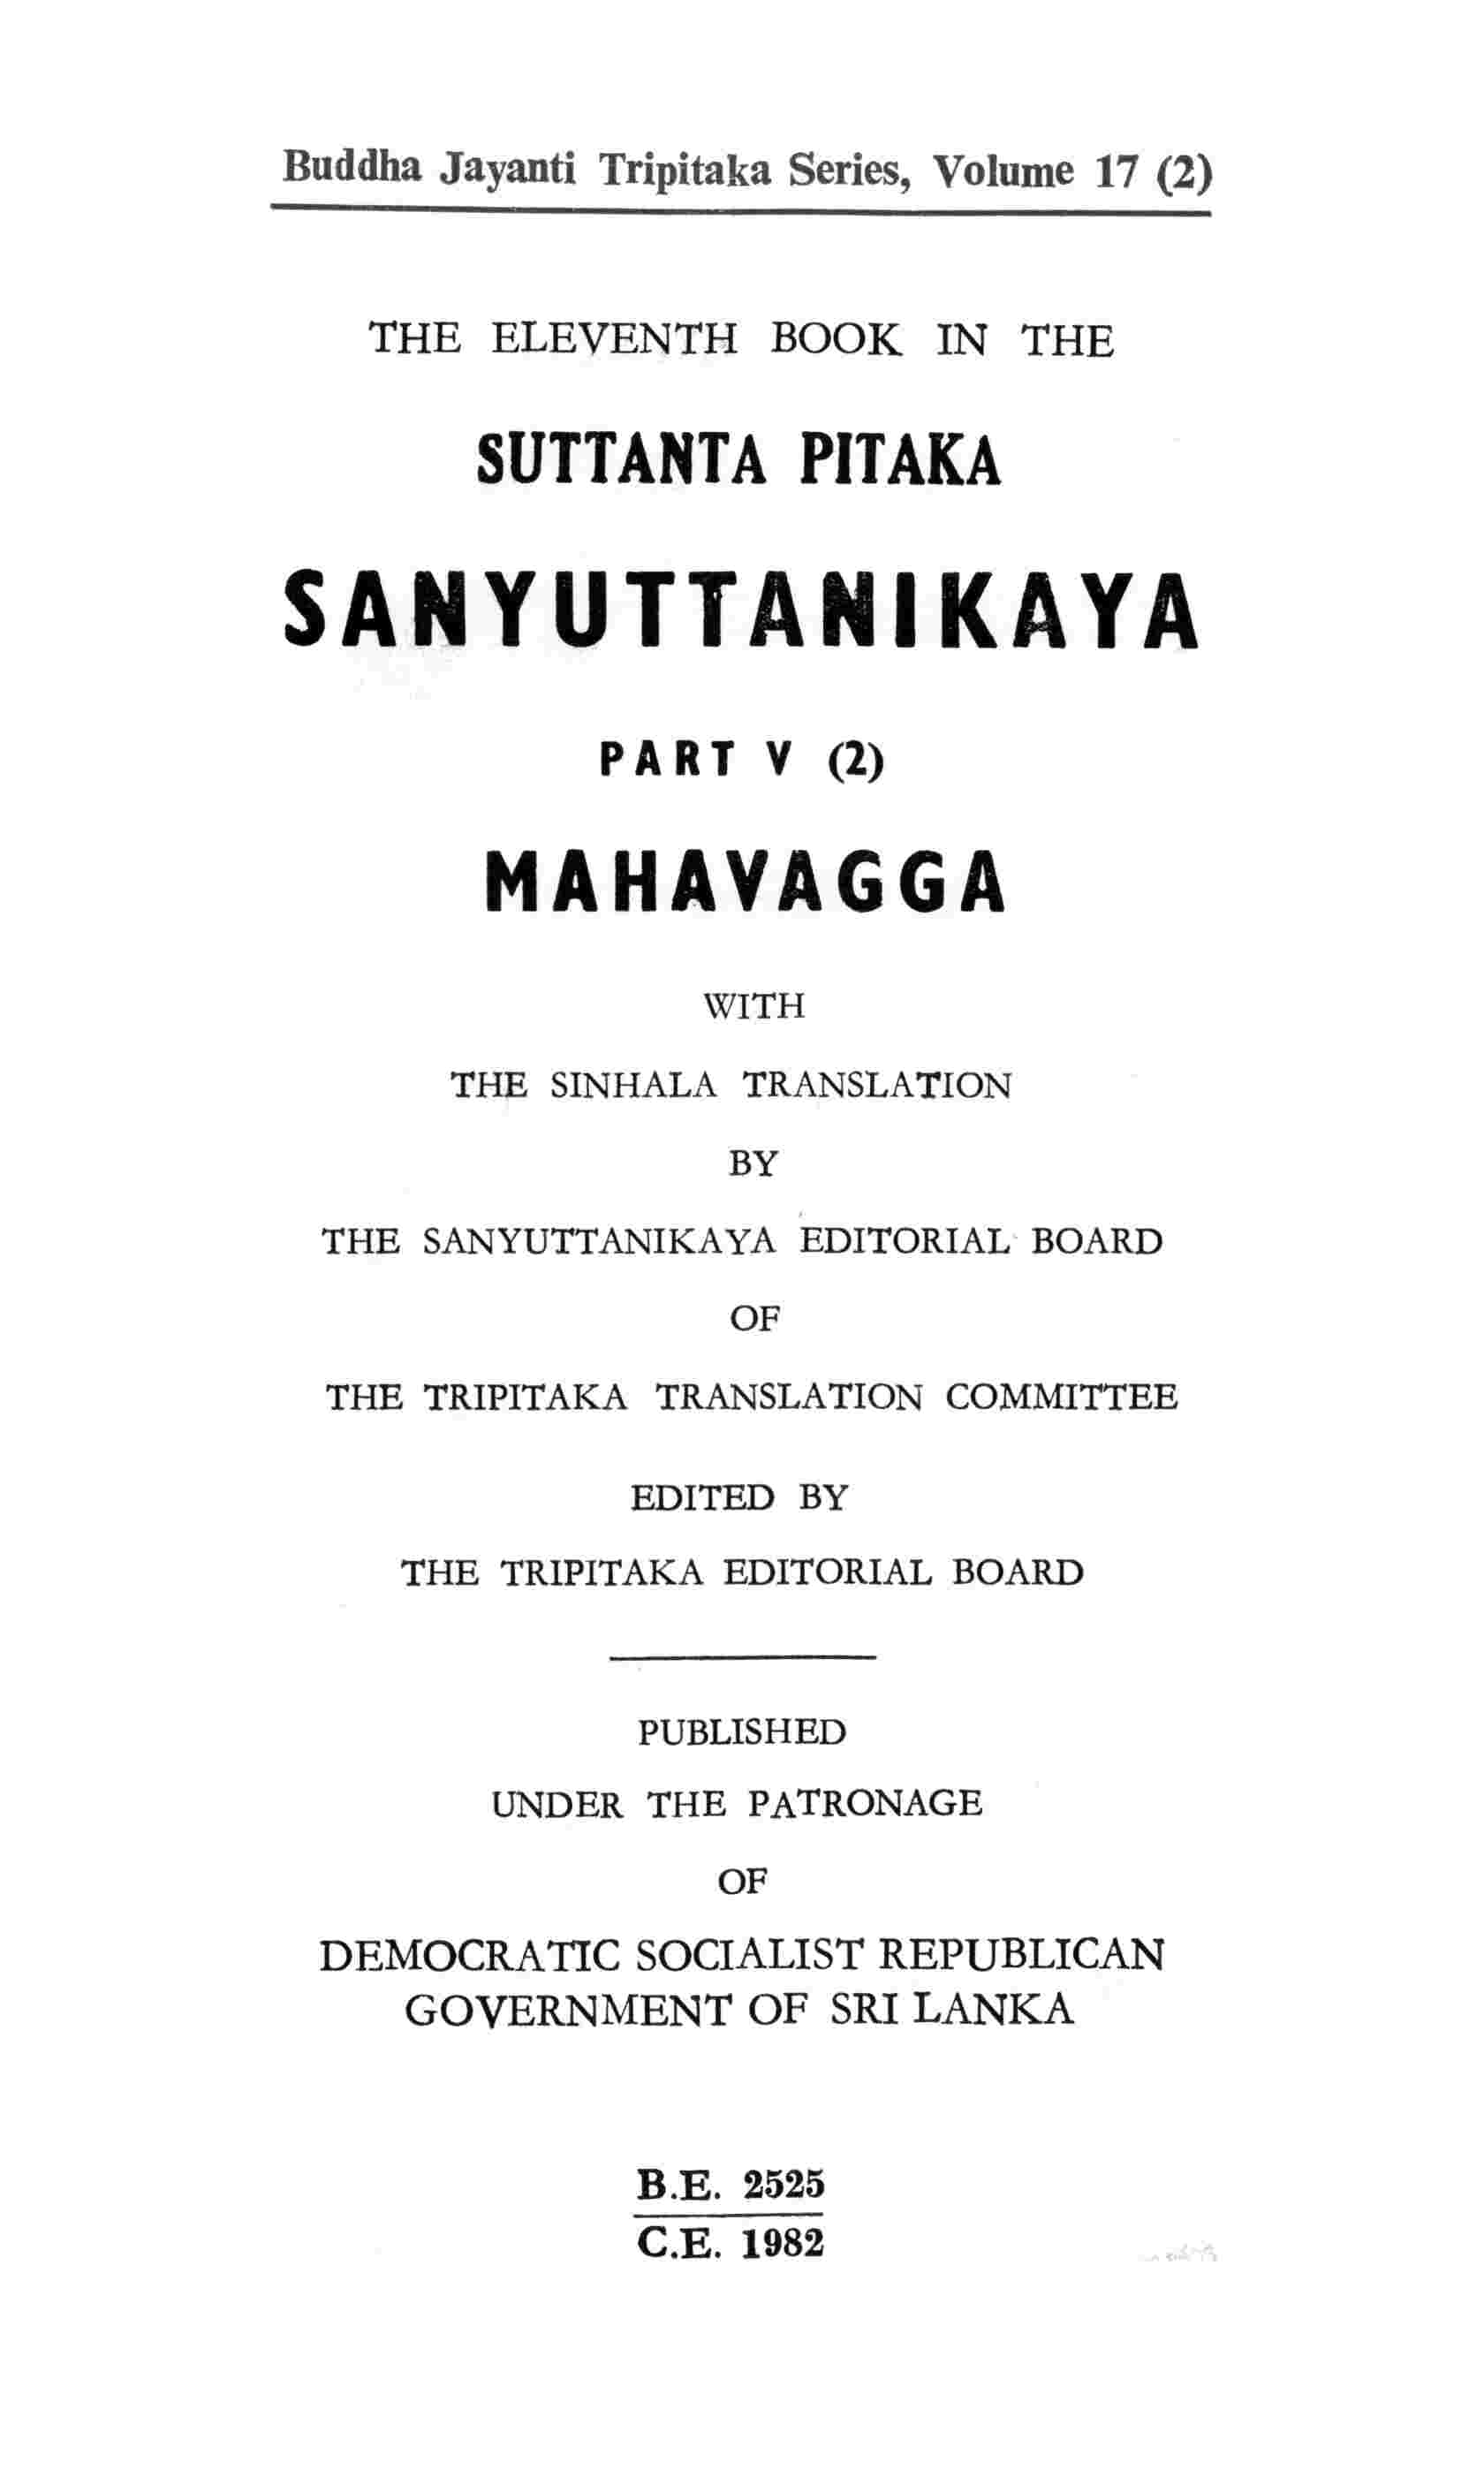 Buddha Jayanti Tripitaka Series, Volume 17 (2)
THE ELEVENTH BOOK IN THE
SUTTANTA PITAKA
SANYUTTANIKAYA
PART V (2)
MAHAVAGGA
WITH
THE SINHALA TRANSLATION
BY
THE SANYUTTANIKAYA EDITORIAL BOARD
OF
THE TRIPITAKA TRANSLATION COMMITTEE
EDITED BY
THE TRIPITAKA EDITORIAL BOARD
PUBLISHED
UNDER THE PATRONAGE
OF
DEMOCRATIC SOCIALIST REPUBLICAN
GOVERNMENT OF SRI LANKA
B.E. 2525
C.E. 1982